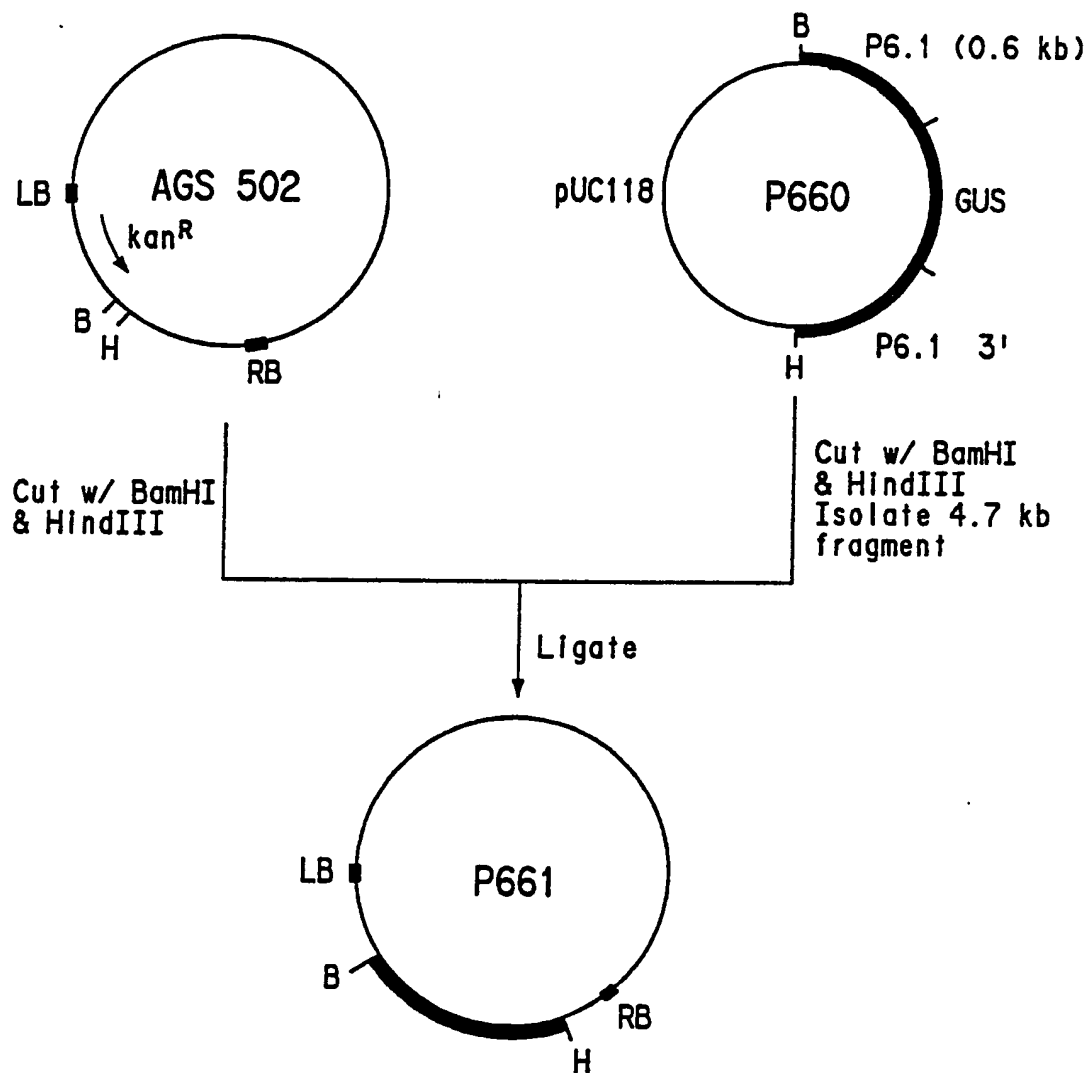 B
P6.1 (0.6 kb)
AGS 502
LB
kanR
B
H
RB
pUC118
P660
GUS
P6.1 3'
H
Cut w/ BamHI
& HindIII
Cut w/ BamHI
& HindIII
Isolate 4.7 kb
fragment
Ligate
LB
P661
B
RB
H